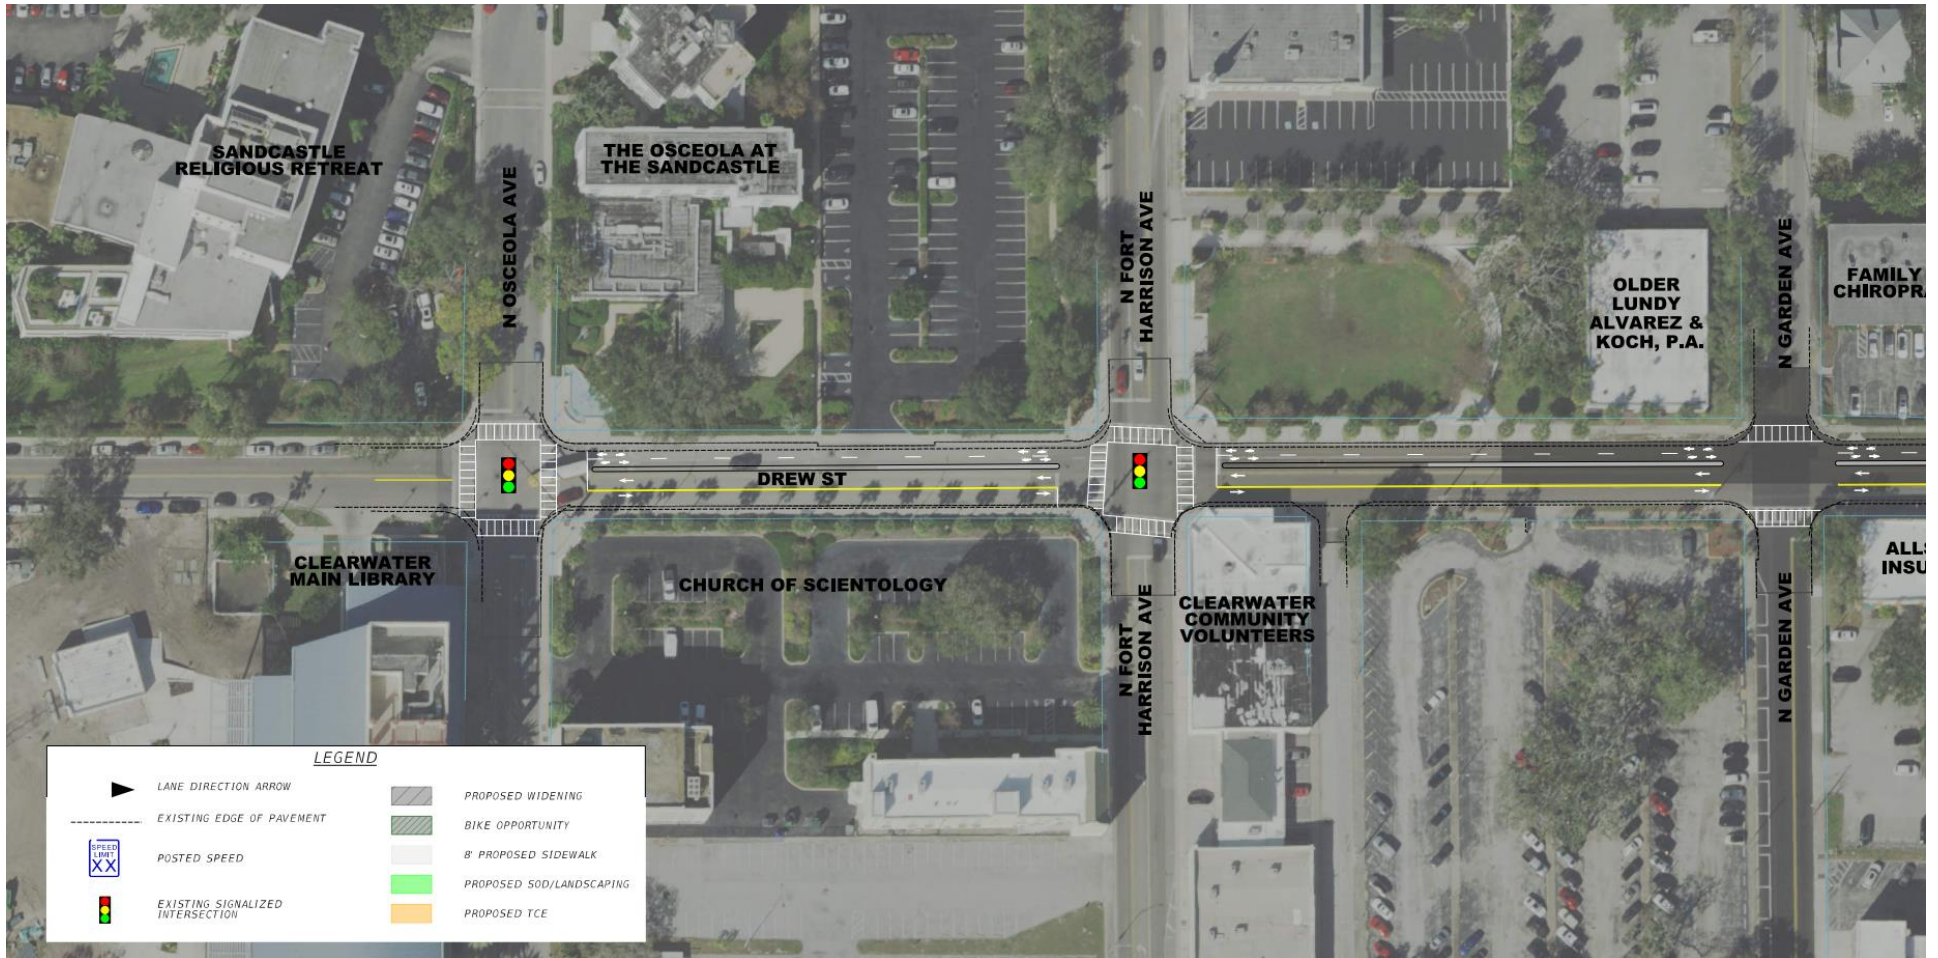 SANDCASTLE
RELIGIOUS RETREAT
N OSCEOLA AVE
THE OSCEOLA AT
THE SANDCASTLE
N FORT
HARRISON AVE
OLDER
LUNDY
ALVAREZ &
KOCH, P.A.
N GARDEN AVE
FAMILY
CHIROPRA
DREW ST
CLEARWATER
MAIN LIBRARY
CHURCH OF SCIENTOLOGY
N FORT
HARRISON AVE
CLEARWATER
COMMUNITY
VOLUNTEERS
N GARDEN AVE
ALLS
INSU
LEGEND
LANE DIRECTION ARROW
EXISTING EDGE OF PAVEMENT
SPEED
LIMIT
XX
POSTED SPEED
EXISTING SIGNALIZED
INTERSECTION
PROPOSED WIDENING
BIKE OPPORTUNITY
8' PROPOSED SIDEWALK
PROPOSED SOD/LANDSCAPING
PROPOSED TCE